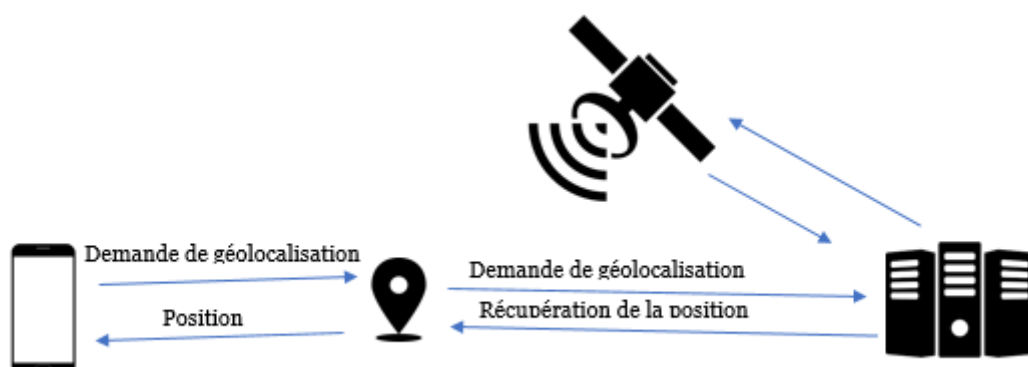 Demande de géolocalisation
Position
Demande de géolocalisation
Récupération de la position